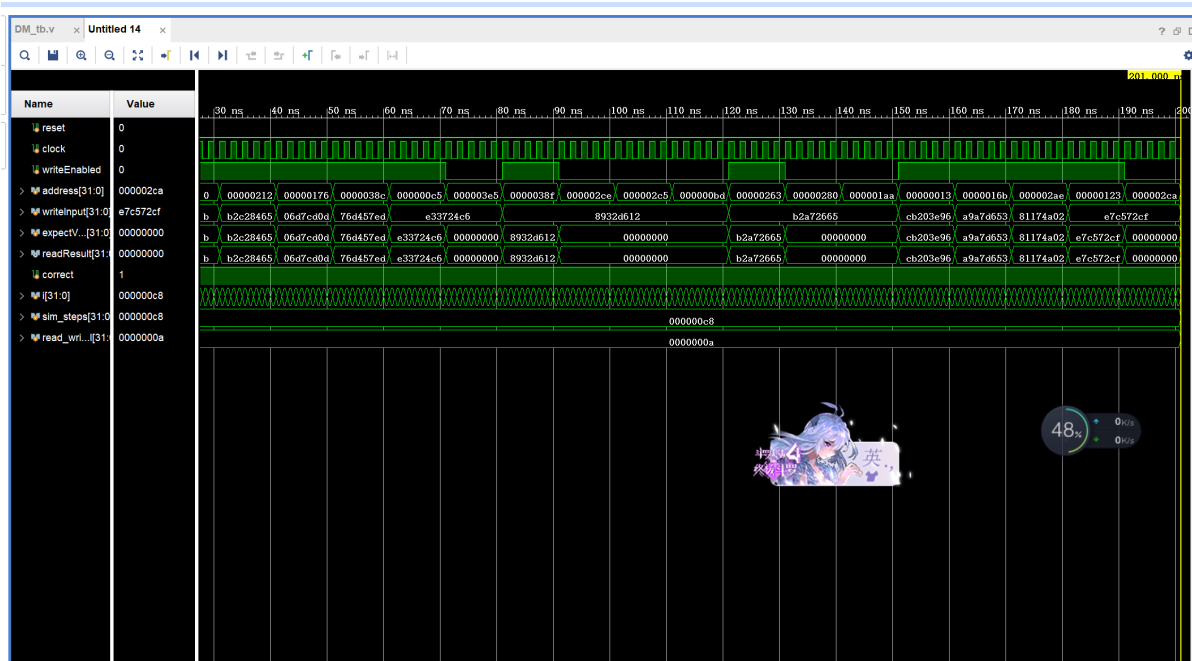 DM_tb.v × Untitled 14 ×
201.000 n
Name Value
30 ns 40 ns 50 ns 60 ns 70 ns 80 ns 90 ns 100 ns 110 ns 120 ns 130 ns 140 ns 150 ns 160 ns 170 ns 180 ns 190 ns 200
reset 0
clock 0
writeEnabled 0
address[31:0] 000002ca 0 00000212 00000176 0000038c 000000c5 000003e5 0000038f 000002ce 000002c5 000000bd 00000263 00000280 000001aa 00000013 0000016b 000002ae 00000123 000002ca
writeInput[31:0] e7c572cf b b2c28465 06d7cd0d 76d457ed e33724c6 8932d612 b2a72665 cb203e96 a9a7d653 81174a02 e7c572cf
expectV...[31:0] 00000000 b b2c28465 06d7cd0d 76d457ed e33724c6 00000000 8932d612 00000000 b2a72665 00000000 cb203e96 a9a7d653 81174a02 e7c572cf 00000000
readResult[31: 00000000 b b2c28465 06d7cd0d 76d457ed e33724c6 00000000 8932d612 00000000 b2a72665 00000000 cb203e96 a9a7d653 81174a02 e7c572cf 00000000
correct 1
i[31:0] 000000c8
sim_steps[31:0 000000c8 000000c8
read_wri...l[31: 0000000a 0000000a
48% 0K/s
0K/s
4 英
终极斗罗